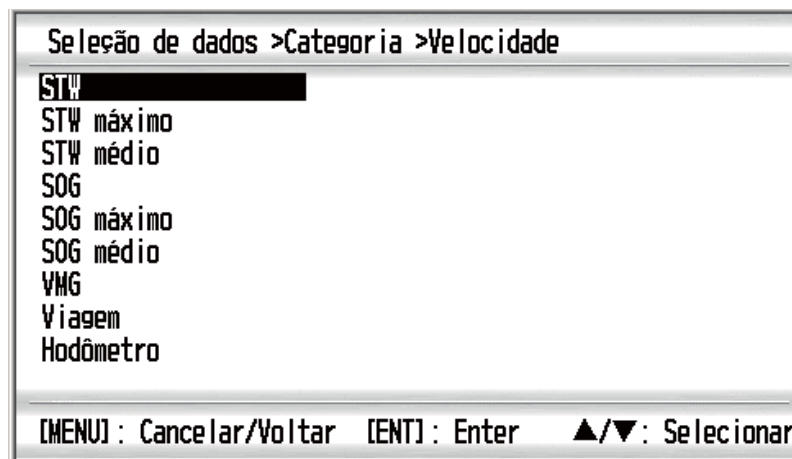 Seleção de dados >Categoria >Velocidade
STW
STW máximo
STW médio
SOG
SOG máximo
SOG médio
VMG
Viagem
Hodômetro
[MENU]: Cancelar/Voltar [ENT]: Enter ▲/▼: Selecionar